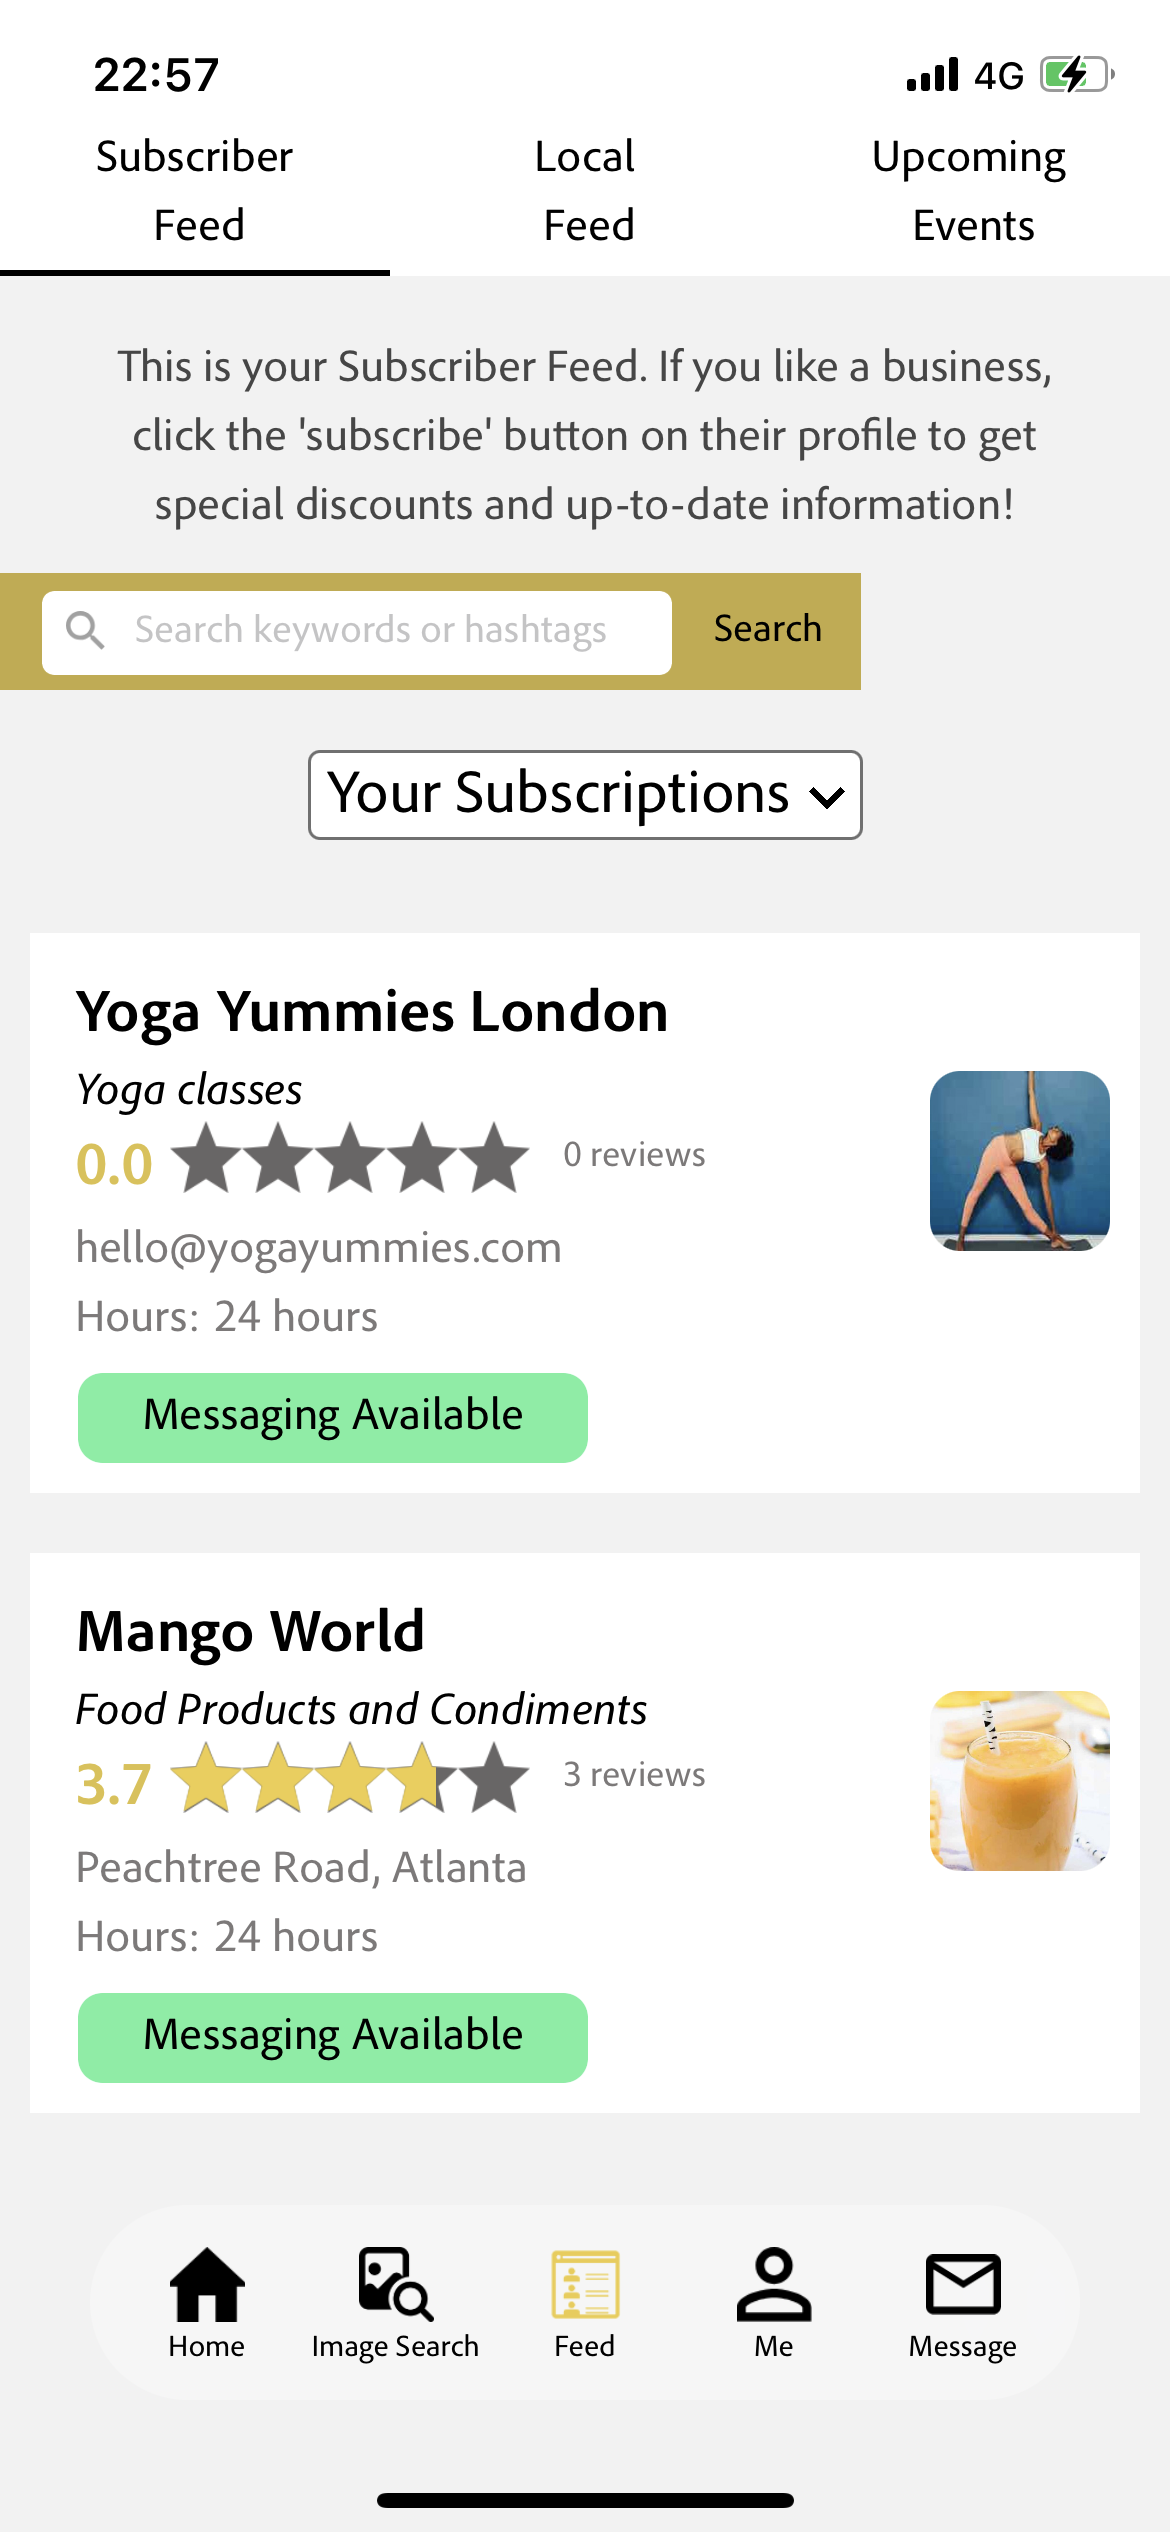 22:57
4G
Subscriber Feed
Local Feed
Upcoming Events
This is your Subscriber Feed. If you like a business,
click the 'subscribe' button on their profile to get
special discounts and up-to-date information!
Search keywords or hashtags
Search
Your Subscriptions
Yoga Yummies London
Yoga classes
0.0
0 reviews
hello@yogayummies.com
Hours: 24 hours
Messaging Available
Mango World
Food Products and Condiments
3.7
3 reviews
Peachtree Road, Atlanta
Hours: 24 hours
Messaging Available
Home
Image Search
Feed
Me
Message